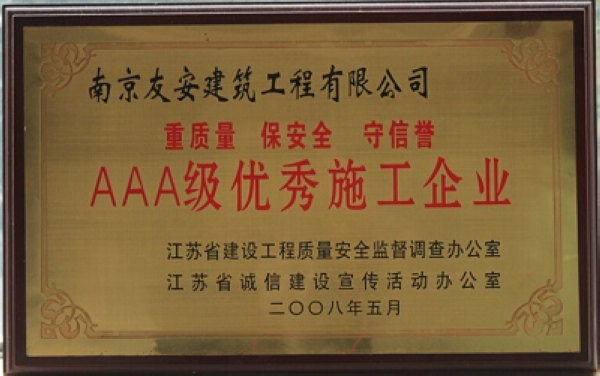 南京友安建筑工程有限公司
重质量 保安全 守信誉
AAA级优秀施工企业
江苏省建设工程质量安全监督调查办公室
江苏省诚信建设宣传活动办公室
二〇〇八年五月